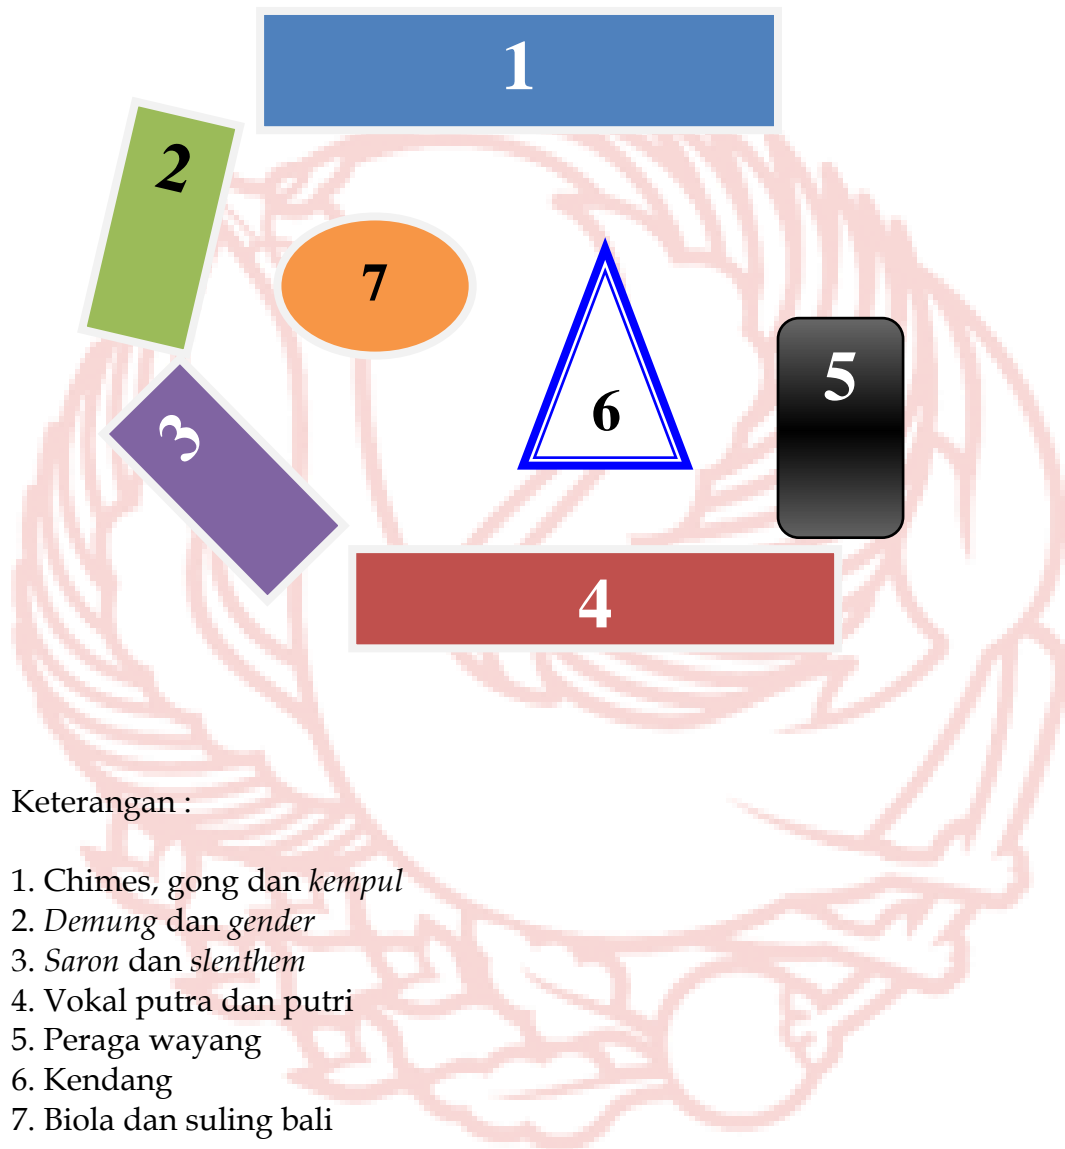 1
2
7
5
6
3
4
Keterangan :
1. Chimes, gong dan kempul
2. Demung dan gender
3. Saron dan slenthem
4. Vokal putra dan putri
5. Peraga wayang
6. Kendang
7. Biola dan suling bali